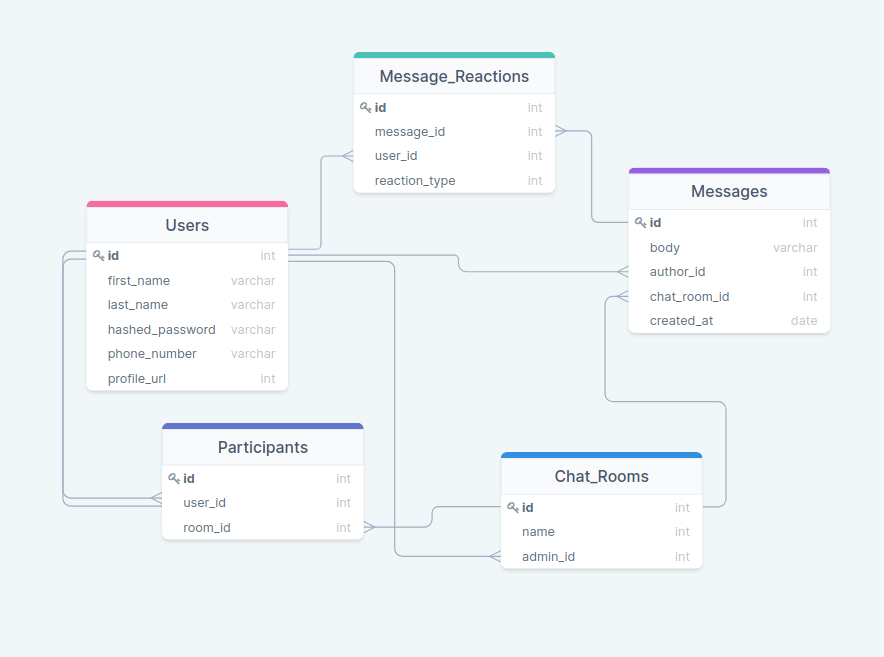 Message_Reactions
id int
message_id int
user_id int
reaction_type int
Messages
id int
body varchar
author_id int
chat_room_id int
created_at date
Users
id int
first_name varchar
last_name varchar
hashed_password varchar
phone_number varchar
profile_url int
Participants
id int
user_id int
room_id int
Chat_Rooms
id int
name int
admin_id int